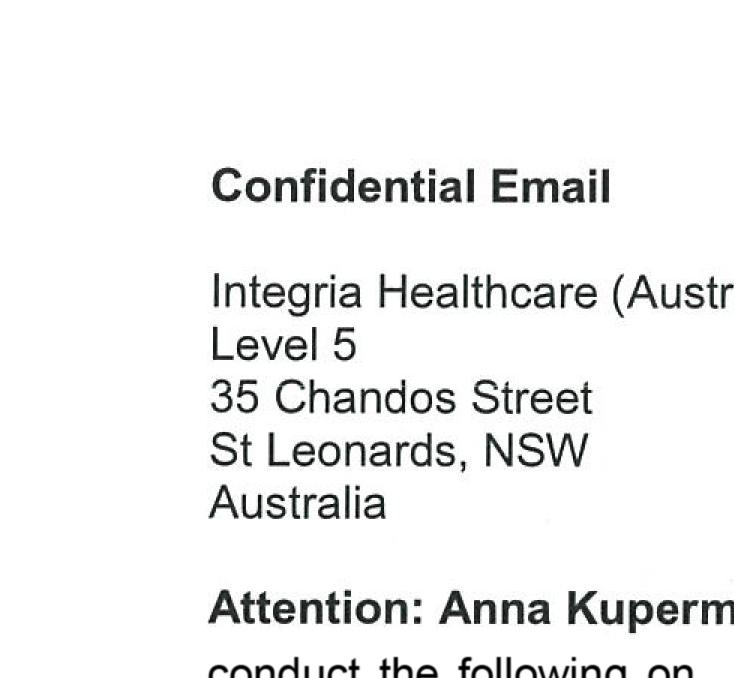 Confidential Email
Integria Healthcare (Austr
Level 5
35 Chandos Street
St Leonards, NSW
Australia
Attention: Anna Kuperm
conduct the following on